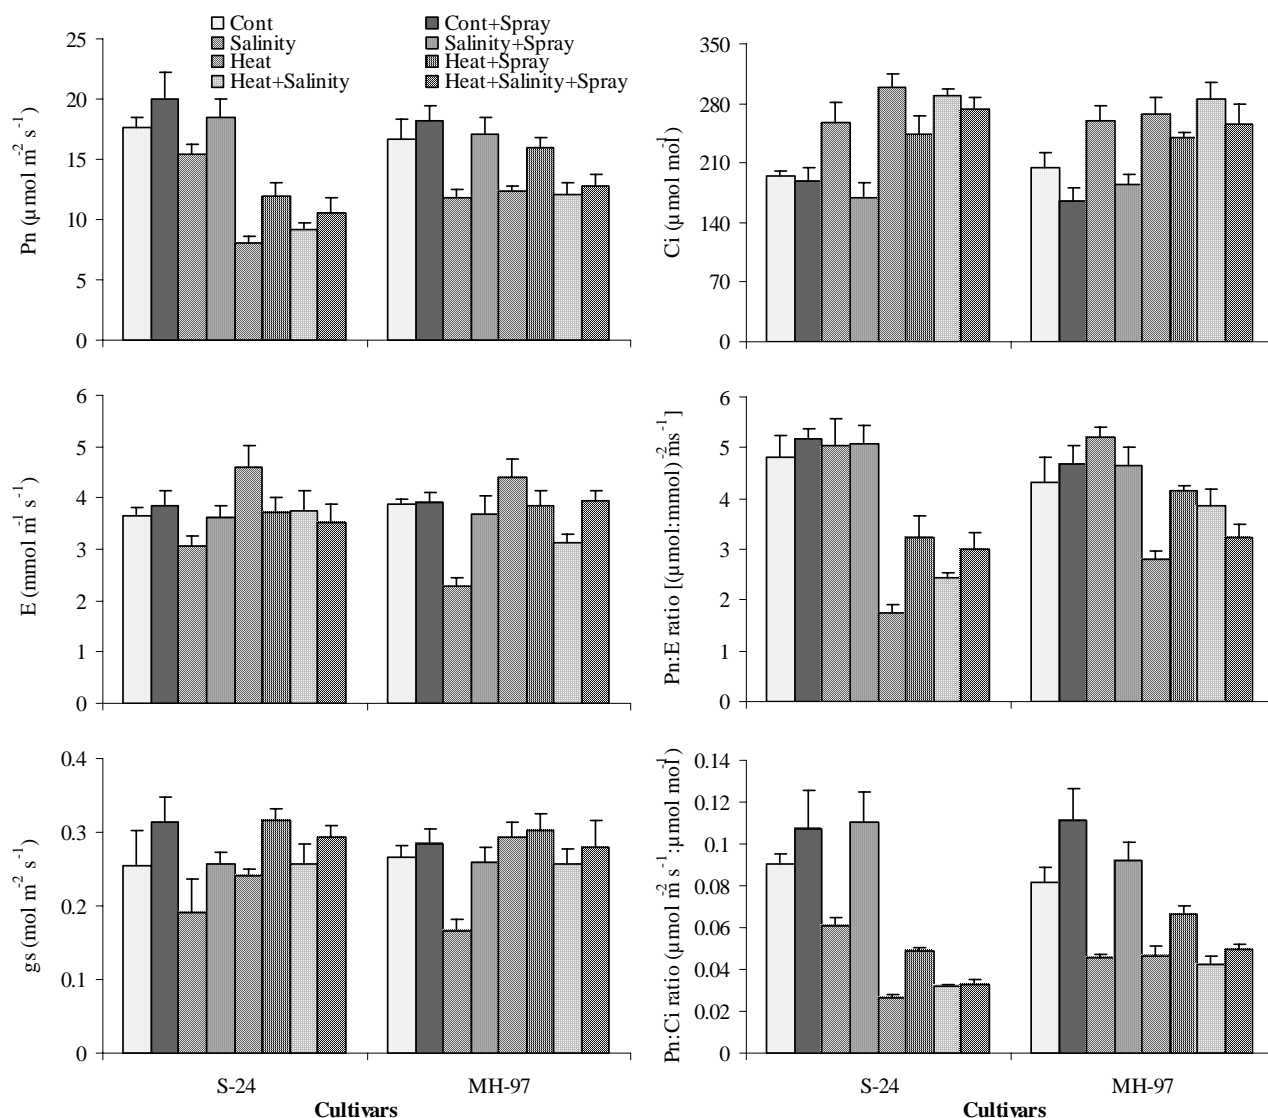 Cont
Cont+Spray
Salinity
Salinity+Spray
Heat
Heat+Spray
Heat+Salinity
Heat+Salinity+Spray
Pn (µmol m⁻² s⁻¹)
25
20
15
10
5
0
Ci (µmol mol⁻¹)
350
280
210
140
70
0
E (mmol m⁻¹ s⁻¹)
6
5
4
3
2
1
0
Pn:E ratio [(µmol:mmol) m⁻²s⁻¹]
6
5
4
3
2
1
0
gs (mol m⁻² s⁻¹)
0.4
0.3
0.2
0.1
0
Pn:Ci ratio (µmol m⁻² s⁻¹:µmol mol⁻¹)
0.14
0.12
0.1
0.08
0.06
0.04
0.02
0
S-24
MH-97
Cultivars
S-24
MH-97
Cultivars